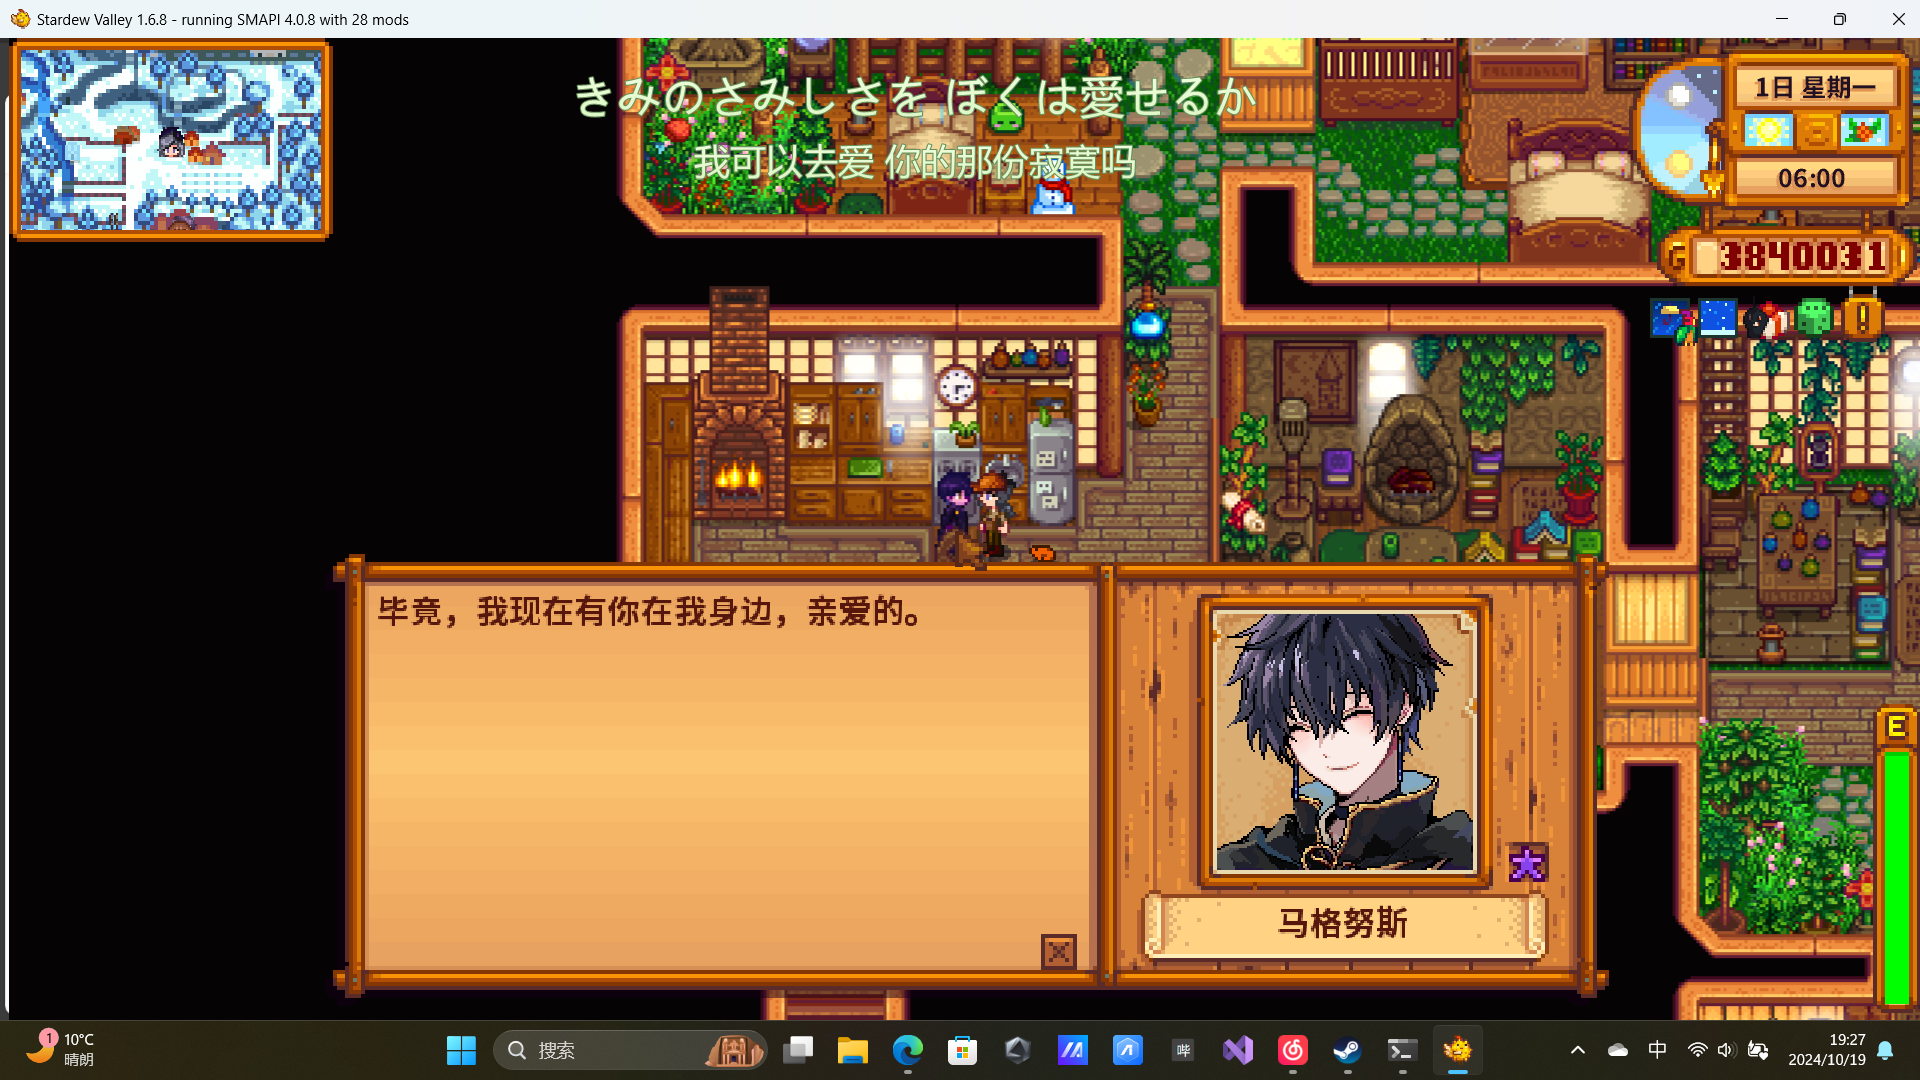 Stardew Valley 1.6.8 - running SMAPI 4.0.8 with 28 mods
きみのさみしさを ぼくは愛せるか
我可以去爱 你的那份寂寞吗
1日 星期一
06:00
G 3840031
毕竟，我现在有你在我身边，亲爱的。
马格努斯
E
1
10°C
晴朗
搜索
哔
中
19:27
2024/10/19